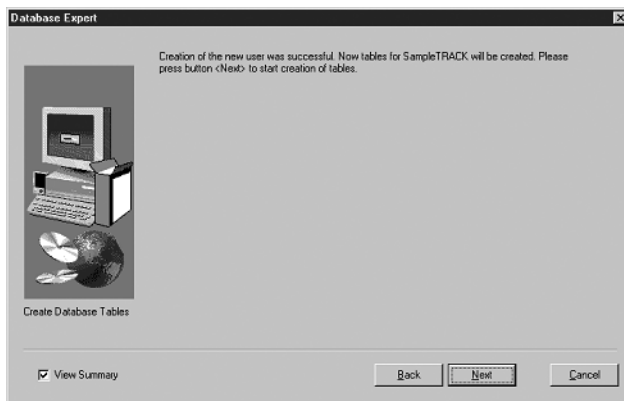 Database Expert
Creation of the new user was successful. Now tables for SampleTRACK will be created. Please
press button <Next> to start creation of tables.
Create Database Tables
View Summary
Back
Next
Cancel